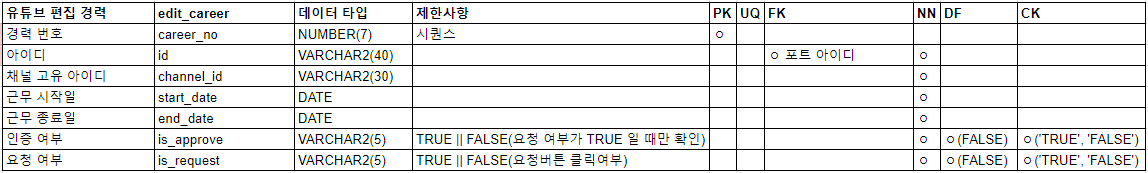 유튜브 편집 경력 edit_career 데이터 타입 제한사항 PK UQ FK NN DF CK
경력 번호 career_no NUMBER(7) 시퀀스 ㅇ
아이디 id VARCHAR2(40) ㅇ 포트 아이디 ㅇ
채널 고유 아이디 channel_id VARCHAR2(30) ㅇ
근무 시작일 start_date DATE ㅇ
근무 종료일 end_date DATE ㅇ
인증 여부 is_approve VARCHAR2(5) TRUE || FALSE(요청 여부가 TRUE 일 때만 확인) ㅇ ㅇ(FALSE) ㅇ('TRUE', 'FALSE')
요청 여부 is_request VARCHAR2(5) TRUE || FALSE(요청버튼 클릭여부) ㅇ ㅇ(FALSE) ㅇ('TRUE', 'FALSE')